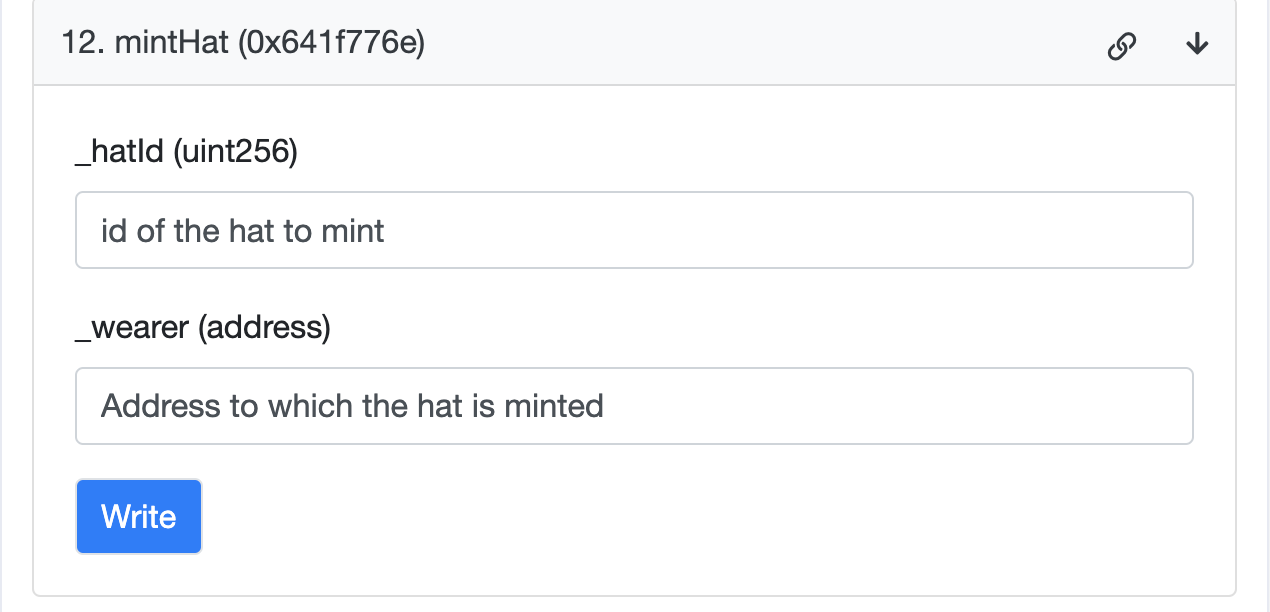 12. mintHat (0x641f776e)
_hatId (uint256)
id of the hat to mint
_wearer (address)
Address to which the hat is minted
Write